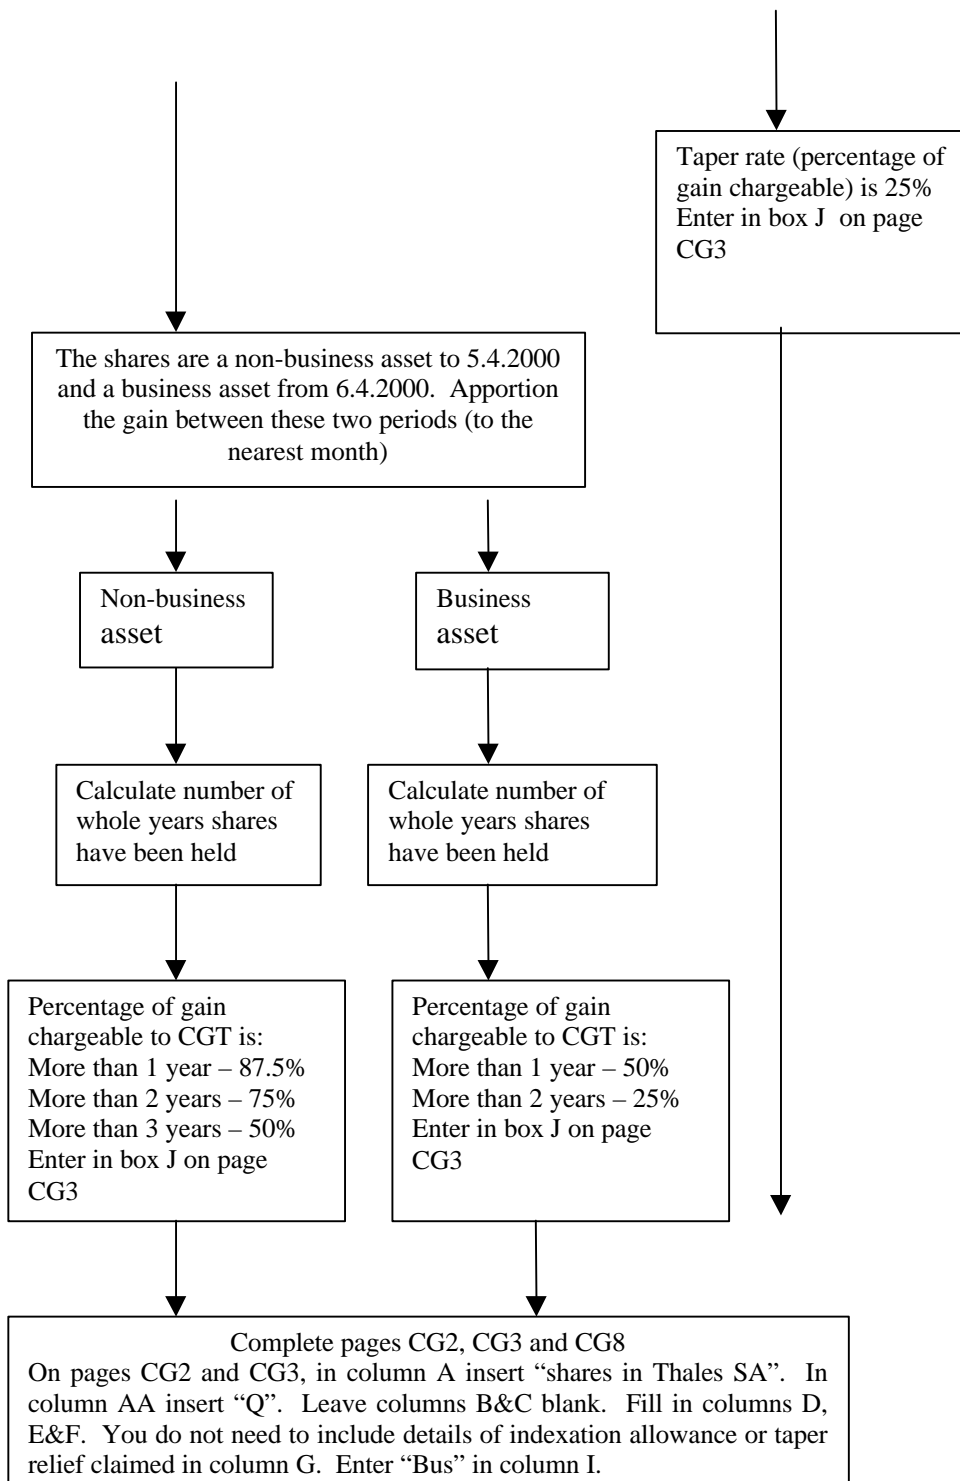 Taper rate (percentage of
gain chargeable) is 25%
Enter in box J on page
CG3
The shares are a non-business asset to 5.4.2000
and a business asset from 6.4.2000. Apportion
the gain between these two periods (to the
nearest month)
Non-business
asset
Business
asset
Calculate number of
whole years shares
have been held
Calculate number of
whole years shares
have been held
Percentage of gain
chargeable to CGT is:
More than 1 year – 87.5%
More than 2 years – 75%
More than 3 years – 50%
Enter in box J on page
CG3
Percentage of gain
chargeable to CGT is:
More than 1 year – 50%
More than 2 years – 25%
Enter in box J on page
CG3
Complete pages CG2, CG3 and CG8
On pages CG2 and CG3, in column A insert “shares in Thales SA”. In
column AA insert “Q”. Leave columns B&C blank. Fill in columns D,
E&F. You do not need to include details of indexation allowance or taper
relief claimed in column G. Enter “Bus” in column I.